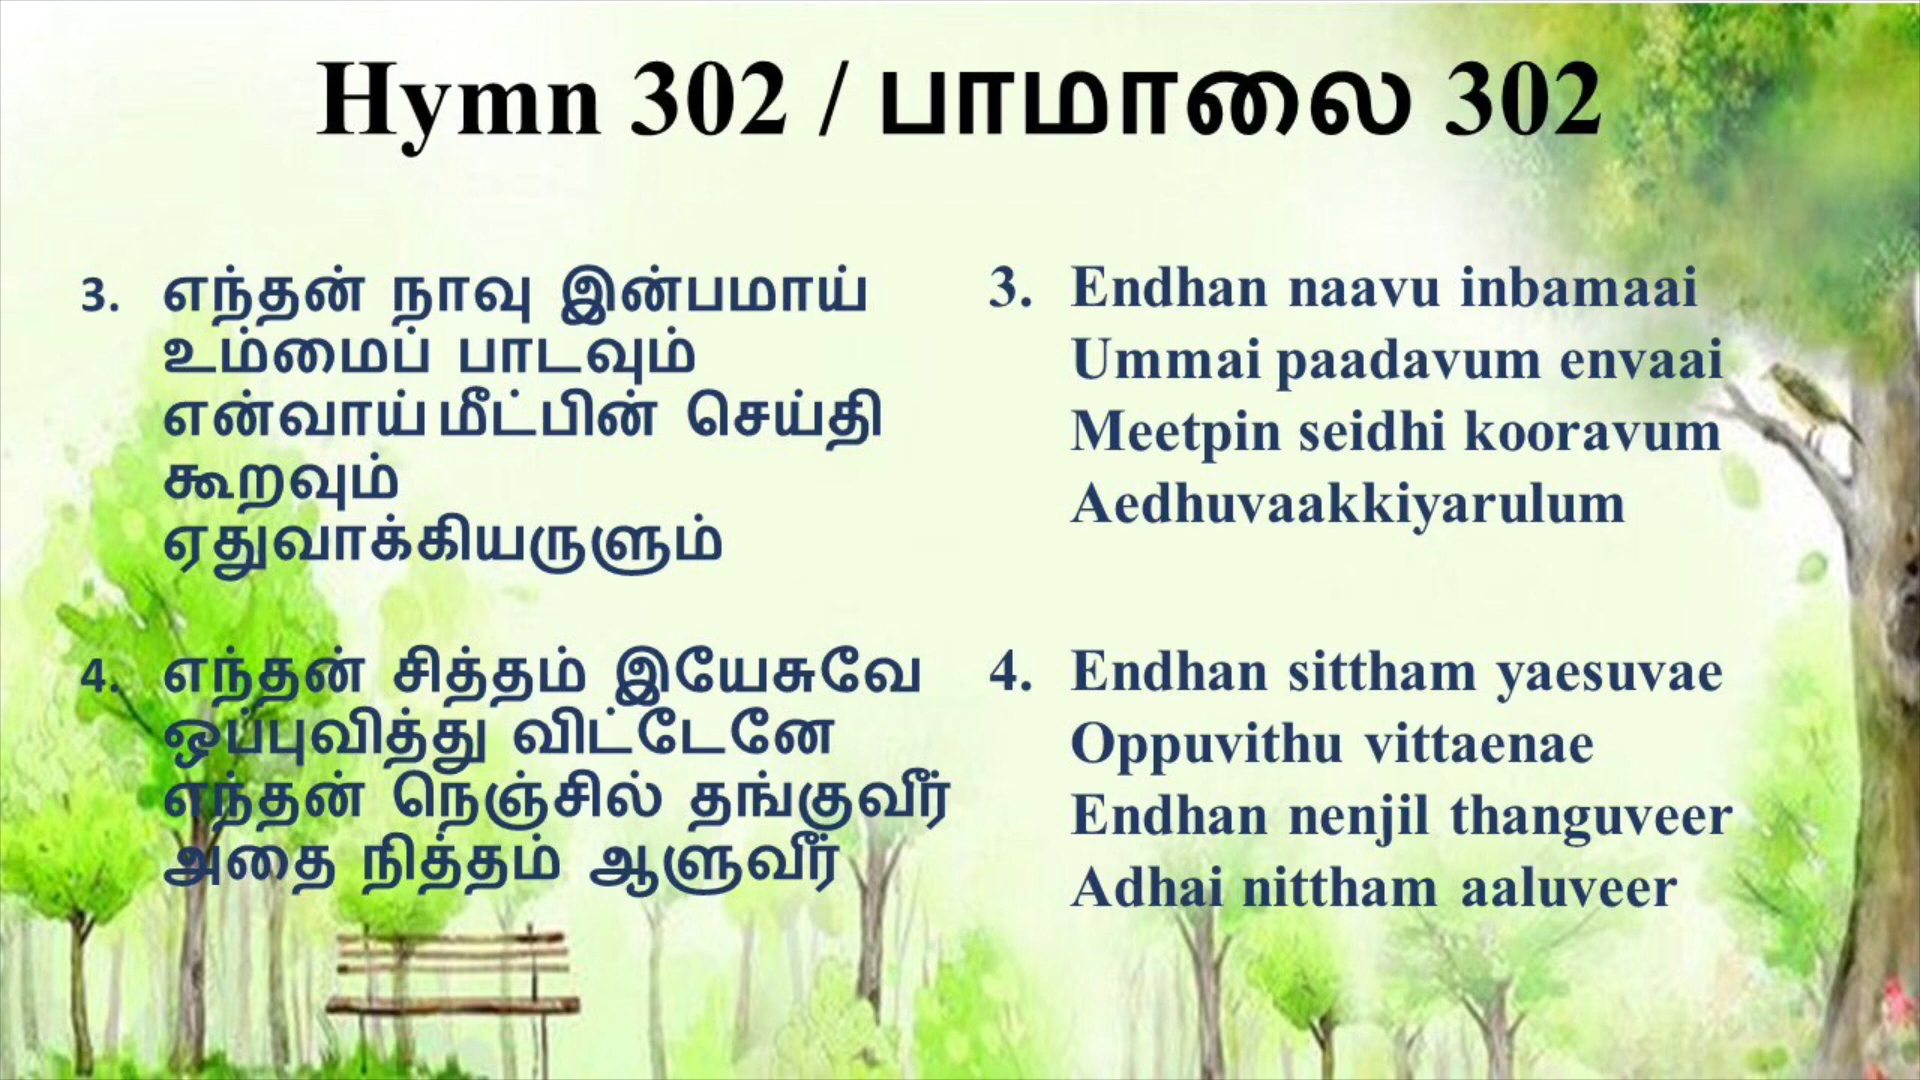 Hymn 302 / பாமாலை 302
3. எந்தன் நாவு இன்பமாய்
உம்மைப் பாடவும்
என்வாய் மீட்பின் செய்தி
கூறவும்
ஏதுவாக்கியருளும்
4. எந்தன் சித்தம் இயேசுவே
ஒப்புவித்து விட்டேனே
எந்தன் நெஞ்சில் தங்குவீர்
அதை நித்தம் ஆளுவீர்
3. Endhan naavu inbamaai
Ummai paadavum envaai
Meetpin seidhi kooravum
Aedhuvaakkiyarulum
4. Endhan sittham yaesuvae
Oppuvithu vittaenae
Endhan nenjil thanguveer
Adhai nittham aaluveer